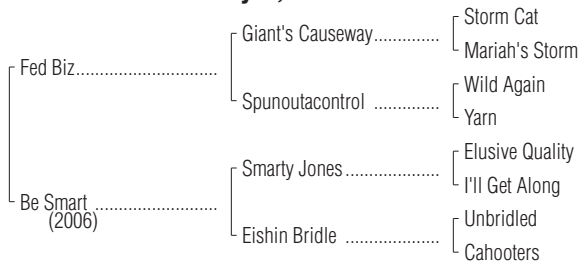 Storm Cat
Giant's Causeway
Mariah's Storm
Fed Biz
Wild Again
Spunoutacontrol
Yarn
Elusive Quality
Smarty Jones
I'll Get Along
Be Smart
(2006)
Unbridled
Eishin Bridle
Cahooters